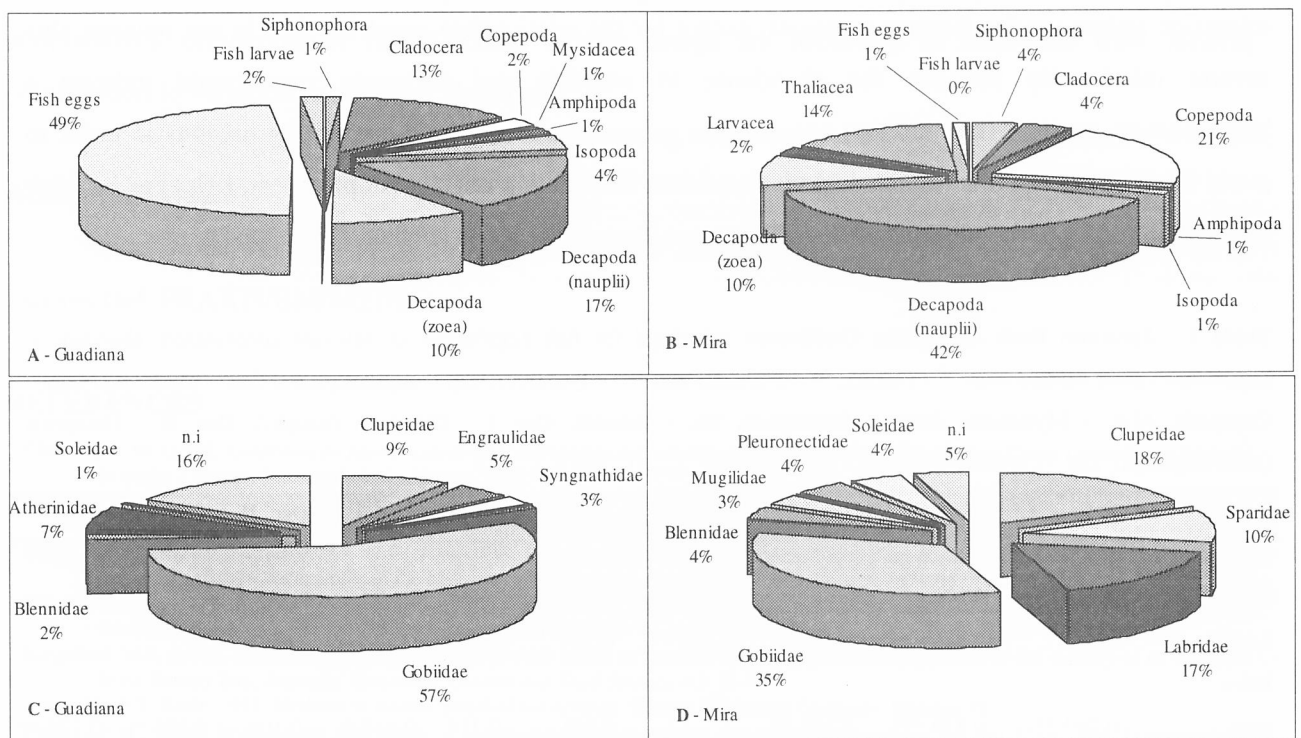 Siphonophora
1%
Fish larvae
2%
Cladocera
13%
Copepoda
2%
Mysidacea
1%
Amphipoda
1%
Isopoda
4%
Fish eggs
49%
Decapoda
(nauplii)
17%
Decapoda
(zoea)
10%
A - Guadiana
Fish eggs
1%
Fish larvae
0%
Siphonophora
4%
Cladocera
4%
Thaliacea
14%
Larvacea
2%
Copepoda
21%
Amphipoda
1%
Isopoda
1%
Decapoda
(zoea)
10%
Decapoda
(nauplii)
42%
B - Mira
Soleidae
1%
n.i
16%
Clupeidae
9%
Engraulidae
5%
Syngnathidae
3%
Atherinidae
7%
Blennidae
2%
Gobiidae
57%
C - Guadiana
Pleuronectidae
4%
Soleidae
4%
n.i
5%
Clupeidae
18%
Mugilidae
3%
Sparidae
10%
Blennidae
4%
Gobiidae
35%
Labridae
17%
D - Mira